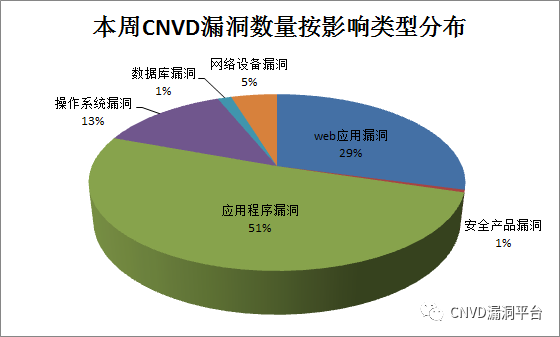 本周CNVD漏洞数量按影响类型分布
网络设备漏洞
5%
数据库漏洞
1%
操作系统漏洞
13%
web应用漏洞
29%
应用程序漏洞
51%
安全产品漏洞
1%
CNVD漏洞平台